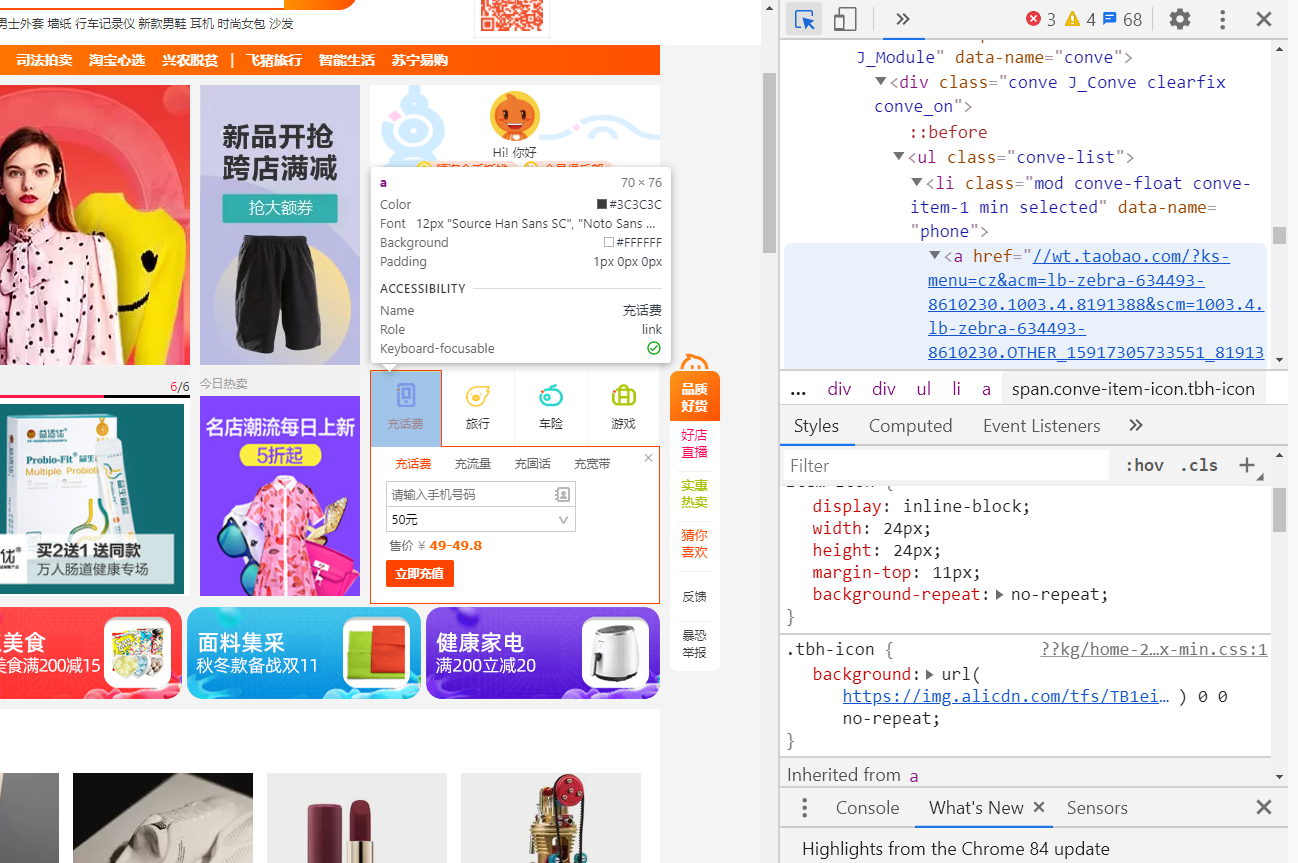 男士外套 墙纸 行车记录仪 新款男鞋 耳机 时尚女包 沙发
司法拍卖 淘宝心选 兴农脱贫 | 飞猪旅行 智能生活 苏宁易购
新品开抢
跨店满减
抢大额券
Hi! 你好
a 70 × 76
Color #3C3C3C
Font 12px "Source Han Sans SC", "Noto Sans ...
Background #FFFFFF
Padding 1px 0px 0px
ACCESSIBILITY
Name 充话费
Role link
Keyboard-focusable
6/6
今日热卖
充话费 旅行 车险 游戏
品质
好货
好店
直播
实惠
热卖
猜你
喜欢
反馈
暴恐
举报
益适优
Probio-Fit
Multiple Probioti
买2送1 送同款
万人肠道健康专场
名店潮流每日上新
5折起
充话费 充流量 充固话 充宽带
请输入手机号码
50元
售价 ¥ 49-49.8
立即充值
美食
美食满200减15
面料集采
秋冬款备战双11
健康家电
满200立减20
3 4 68
J_Module" data-name="conve">
<div class="conve J_Conve clearfix
conve_on">
::before
<ul class="conve-list">
<li class="mod conve-float conve-
item-1 min selected" data-name=
"phone">
<a href="//wt.taobao.com/?ks-
menu=cz&acm=lb-zebra-634493-
8610230.1003.4.8191388&scm=1003.4.
lb-zebra-634493-
8610230.OTHER_15917305733551_81913
... div div ul li a span.conve-item-icon.tbh-icon
Styles Computed Event Listeners
Filter :hov .cls +
display: inline-block;
width: 24px;
height: 24px;
margin-top: 11px;
background-repeat: no-repeat;
}
.tbh-icon { ??kg/home-2…x-min.css:1
background: url(
https://img.alicdn.com/tfs/TB1ei… ) 0 0
no-repeat;
}
Inherited from a
Console What's New × Sensors
Highlights from the Chrome 84 update